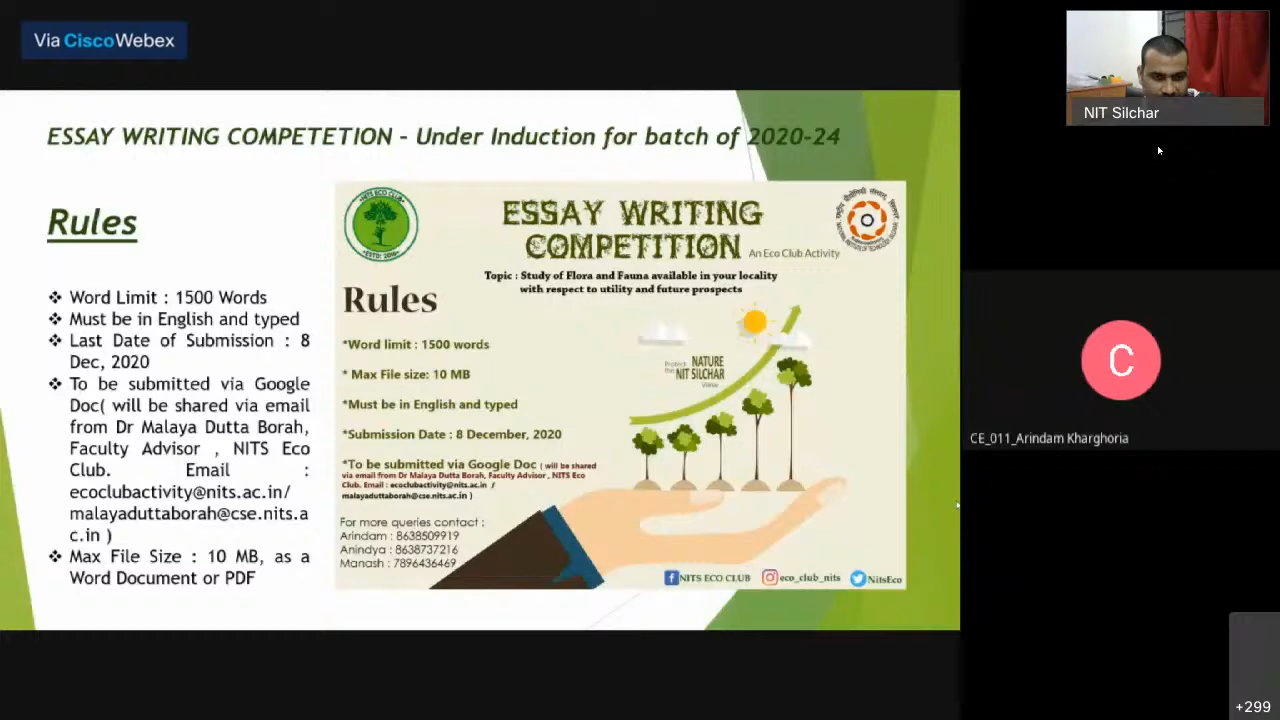 Via CiscoWebex
NIT Silchar
ESSAY WRITING COMPETETION – Under Induction for batch of 2020-24
Rules
❖ Word Limit : 1500 Words
❖ Must be in English and typed
❖ Last Date of Submission : 8
Dec, 2020
❖ To be submitted via Google
Doc( will be shared via email
from Dr Malaya Dutta Borah,
Faculty Advisor , NITS Eco
Club. Email :
ecoclubactivity@nits.ac.in/
malayaduttaborah@cse.nits.a
c.in )
❖ Max File Size : 10 MB, as a
Word Document or PDF
NITS ECO CLUB
ESTD: 2018
ESSAY WRITING
COMPETITION
An Eco Club Activity
Topic : Study of Flora and Fauna available in your locality
with respect to utility and future prospects
Rules
*Word limit : 1500 words
* Max File size: 10 MB
*Must be in English and typed
*Submission Date : 8 December, 2020
*To be submitted via Google Doc ( will be shared
via email from Dr Malaya Dutta Borah, Faculty Advisor , NITS Eco
Club. Email : ecoclubactivity@nits.ac.in /
malayaduttaborah@cse.nits.ac.in )
For more queries contact :
Arindam : 8638509919
Anindya : 8638737216
Manash : 7896436469
Protect
the NATURE
NIT SILCHAR
View
NITS ECO CLUB
eco_club_nits
NitsEco
C
CE_011_Arindam Kharghoria
+299